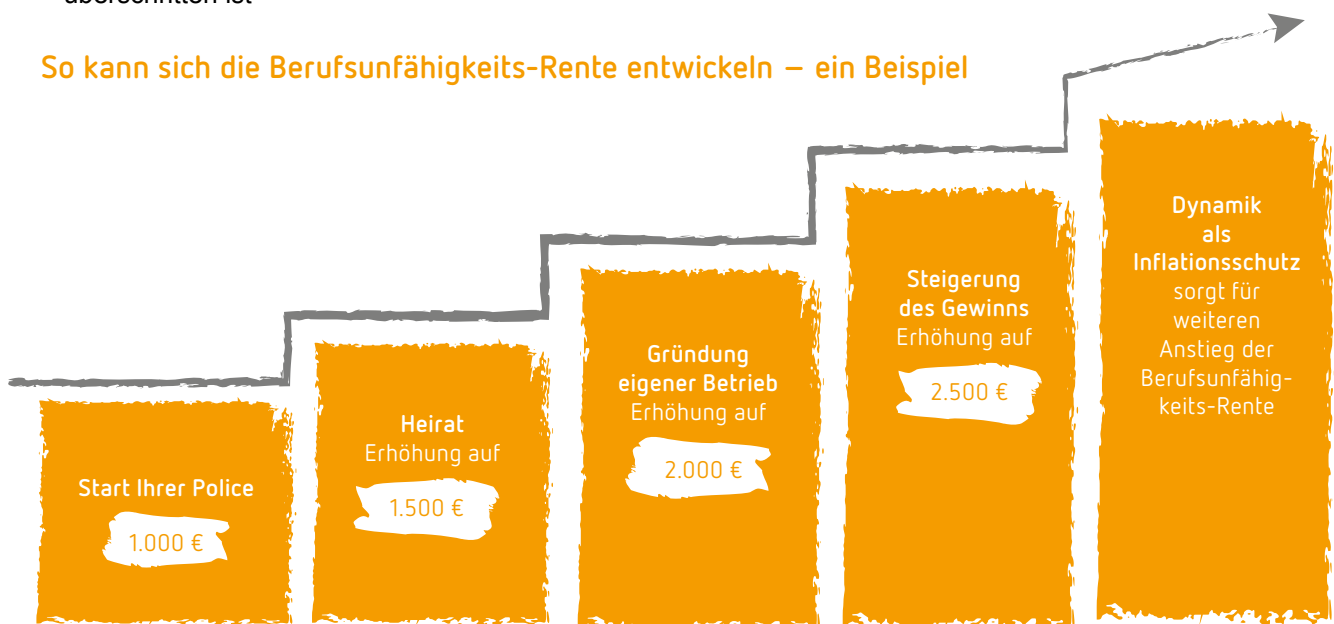 überschritten ist
So kann sich die Berufsunfähigkeits-Rente entwickeln – ein Beispiel
Start Ihrer Police
1.000 €
Heirat
Erhöhung auf
1.500 €
Gründung
eigener Betrieb
Erhöhung auf
2.000 €
Steigerung
des Gewinns
Erhöhung auf
2.500 €
Dynamik
als
Inflationsschutz
sorgt für
weiteren
Anstieg der
Berufsunfähig-
keits-Rente